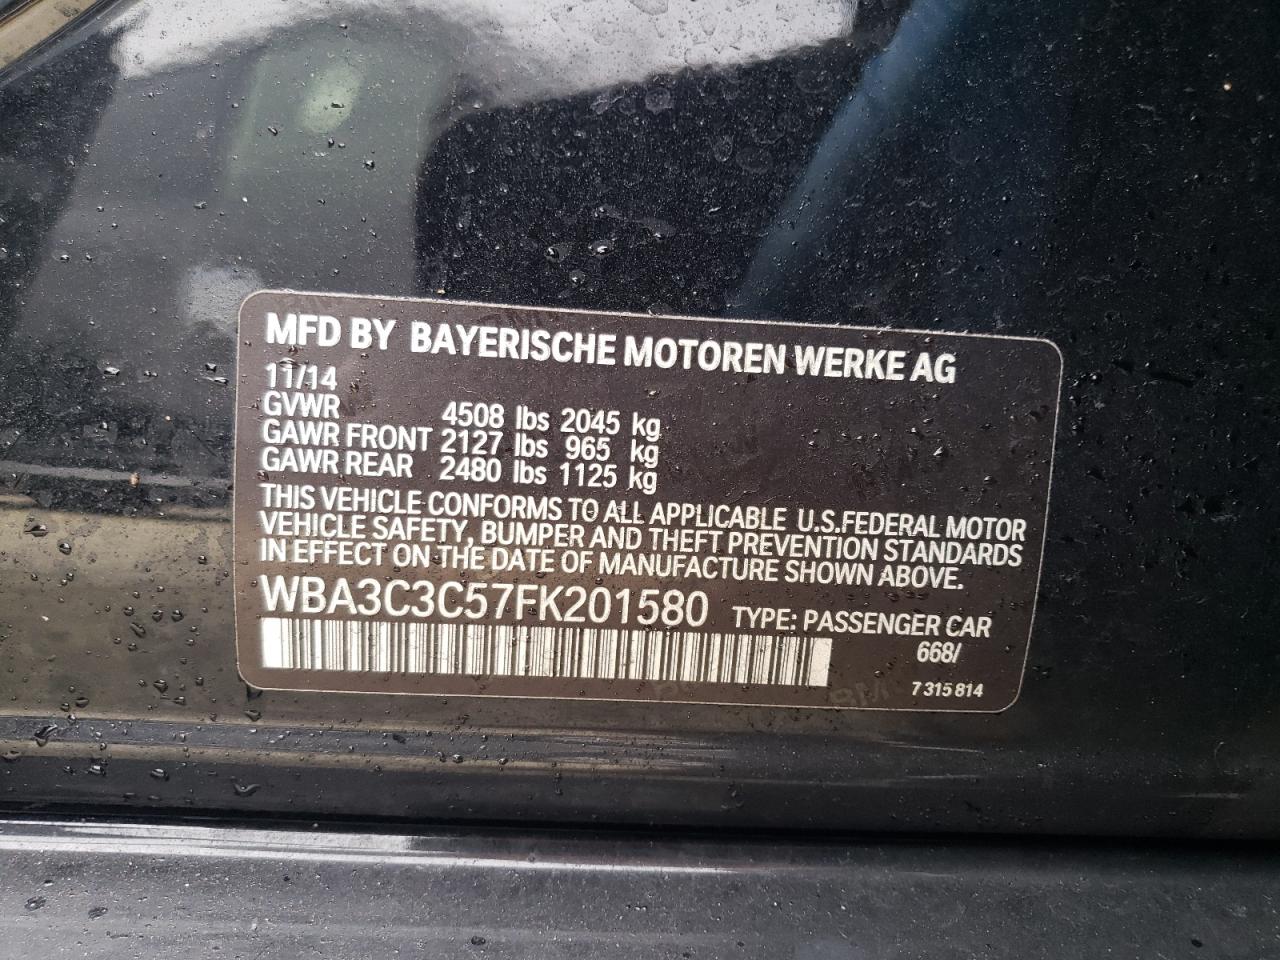 MFD BY BAYERISCHE MOTOREN WERKE AG
11/14
GVWR 4508 lbs 2045 kg
GAWR FRONT 2127 lbs 965 kg
GAWR REAR 2480 lbs 1125 kg
THIS VEHICLE CONFORMS TO ALL APPLICABLE U.S.FEDERAL MOTOR
VEHICLE SAFETY, BUMPER AND THEFT PREVENTION STANDARDS
IN EFFECT ON THE DATE OF MANUFACTURE SHOWN ABOVE.
WBA3C3C57FK201580 TYPE: PASSENGER CAR
668/
7 315 814